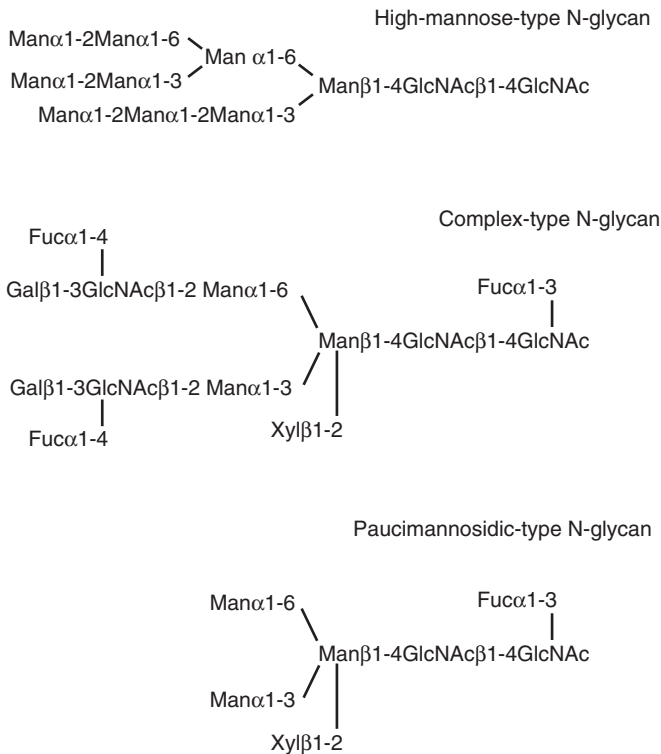 High-mannose-type N-glycan
Manα1-2Manα1-6
Man α1-6
Manα1-2Manα1-3
Manβ1-4GlcNAcβ1-4GlcNAc
Manα1-2Manα1-2Manα1-3
Complex-type N-glycan
Fucα1-4
Fucα1-3
Galβ1-3GlcNAcβ1-2 Manα1-6
Manβ1-4GlcNAcβ1-4GlcNAc
Galβ1-3GlcNAcβ1-2 Manα1-3
Xylβ1-2
Fucα1-4
Paucimannosidic-type N-glycan
Manα1-6
Fucα1-3
Manβ1-4GlcNAcβ1-4GlcNAc
Manα1-3
Xylβ1-2